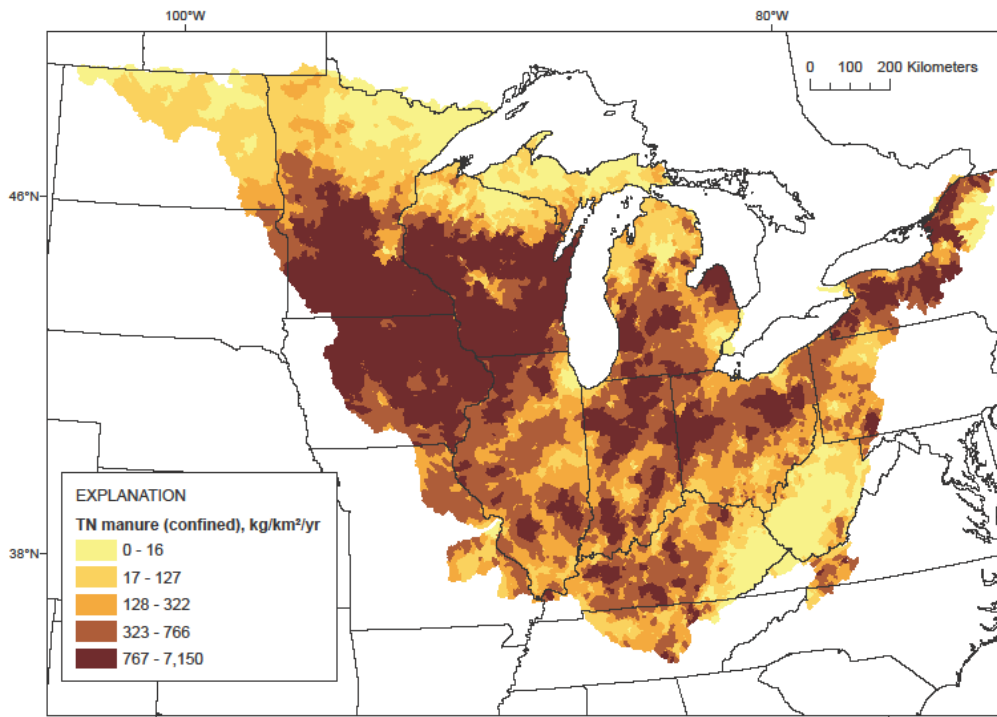 100°W
80°W
0 100 200 Kilometers
46°N
38°N
EXPLANATION
TN manure (confined), kg/km²/yr
0 - 16
17 - 127
128 - 322
323 - 766
767 - 7,150